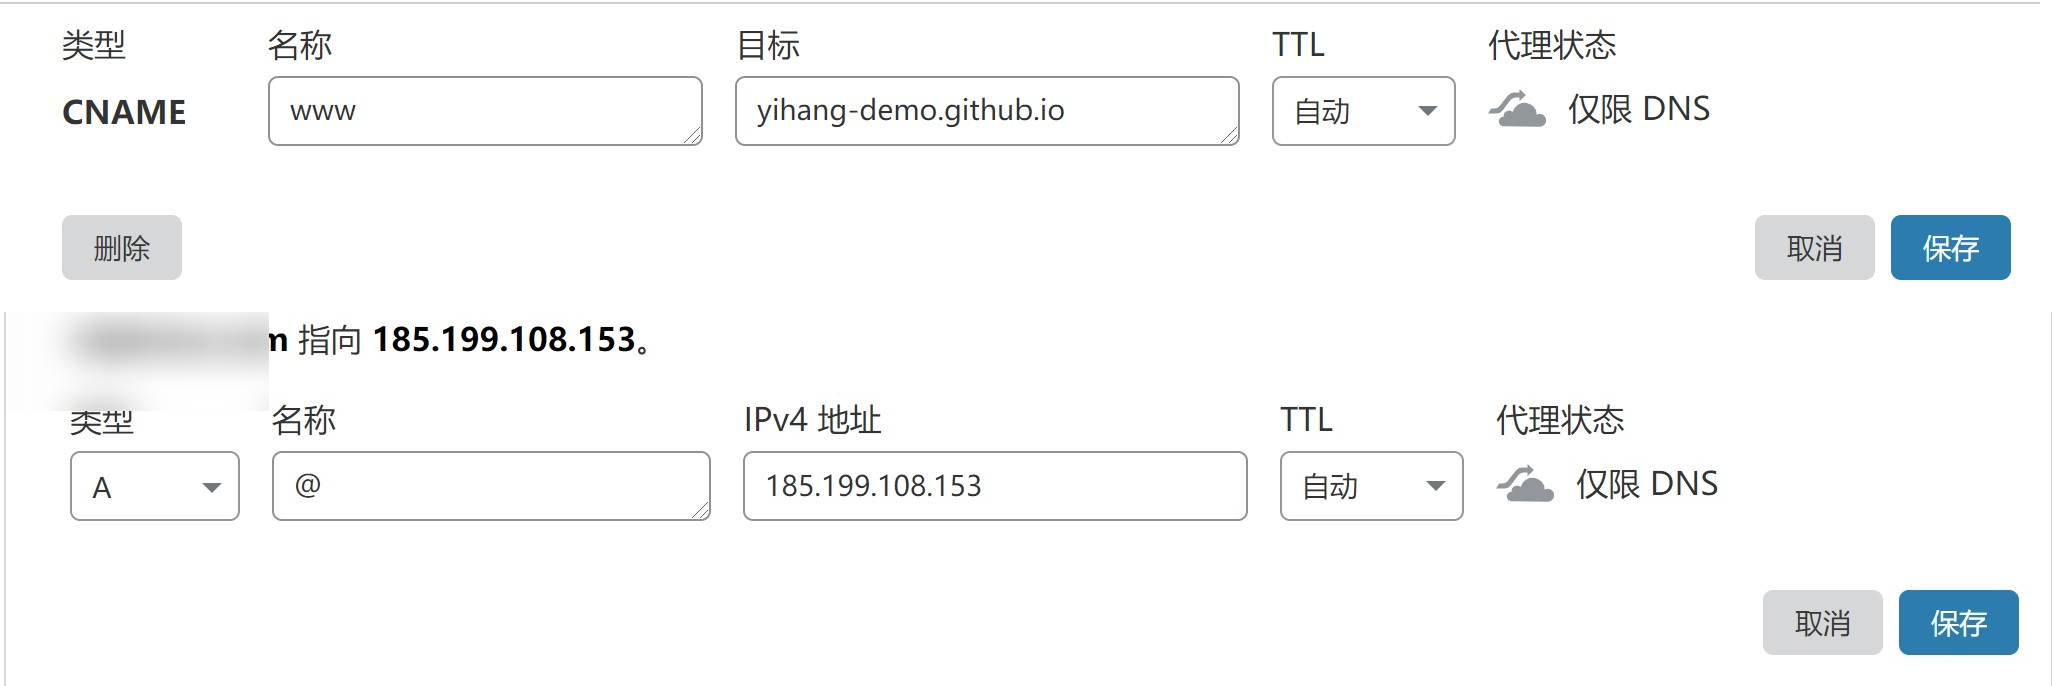 类型 名称 目标 TTL 代理状态
CNAME www yihang-demo.github.io 自动 仅限 DNS
删除 取消 保存
m 指向 185.199.108.153。
类型 名称 IPv4 地址 TTL 代理状态
A @ 185.199.108.153 自动 仅限 DNS
取消 保存